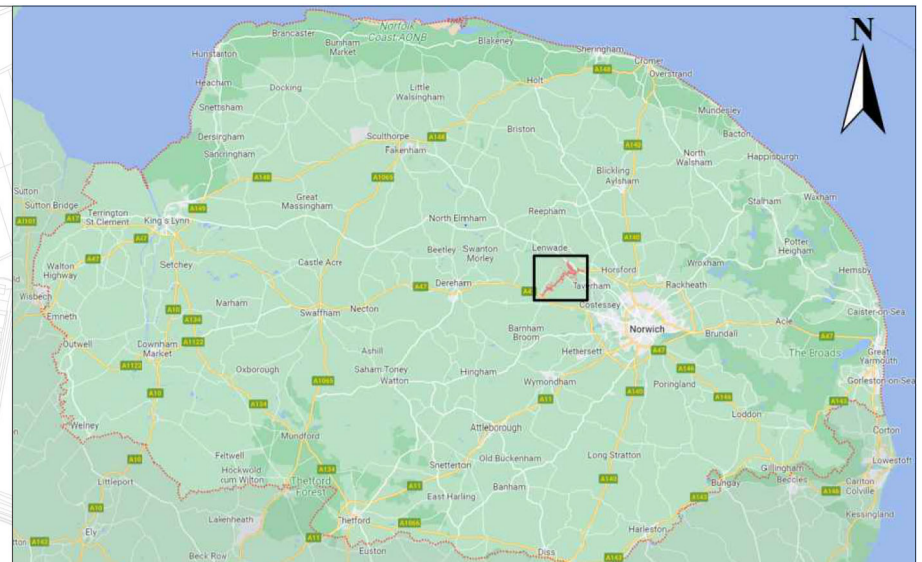 N
Norfolk
Coast AONB
Brancaster
Burnham
Market
Blakeney
Sheringham
Cromer
Overstrand
Hunstanton
Heacham
Docking
Little
Walsingham
Holt
A148
Mundesley
Snettsham
Bacton
Dersingham
Sculthorpe
A148
Fakenham
Briston
A142
North
Walsham
Happisburgh
Sandringham
A148
A1065
Blickling
Aylsham
Sutton
Sutton Bridge
A1101
A17
Terrington
St Clement
King's Lynn
A149
Great
Massingham
North Elmham
Reepham
Stalham
Waxham
A17
A140
Potter
Heigham
Walton
Highway
A47
Setchey
Castle Acre
Beetley
Swanton
Morley
Lenwade
Horsford
Wroxham
Hemsby
Wisbech
A10
Dereham
A47
A47
Taverham
Rackheath
Emneth
Marham
Swaffham
Necton
Costessey
Acle
Caister-on-Sea
A134
Norwich
Brundall
A47
Outwell
Downham
Market
A1122
Barnham
Broom
The Broads
Great
Yarmouth
A1122
Ashill
Hethersett
A47
Oxborough
Saham Toney
Watton
Hingham
A146
Gorleston-on-Sea
A10
A1065
Wymondham
Poringland
A134
A11
A140
A146
A143
Welney
Mundford
Attleborough
Loddon
Corton
Feltwell
Long Stratton
A10
Hockwold
cum Wilton
A134
Snetterton
Old Buckenham
Gillingham
Lowestoft
Littleport
Thetford
Forest
A11
Banham
A140
Bungay
Beccles
A146
Carlton
Colville
A10
East Harling
A143
Kessingland
Lakenheath
Thetford
A1066
Harleston
Ely
A142
A11
Beck Row
Euston
Diss
A143